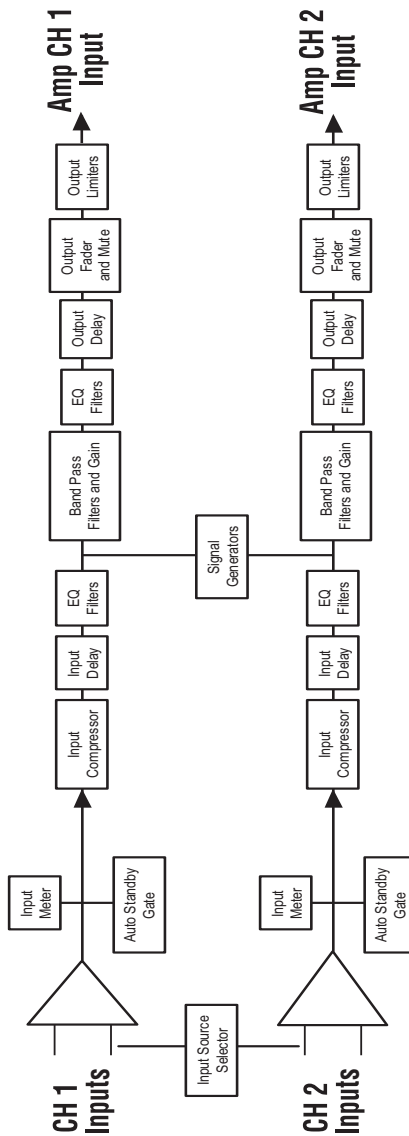 CH 1
Inputs
Input
Meter
Auto Standby
Gate
Input
Compressor
Input
Delay
EQ
Filters
Band Pass
Filters and Gain
EQ
Filters
Output
Delay
Output
Fader
and Mute
Output
Limiters
Amp CH 1
Input
Input Source
Selector
Signal
Generators
CH 2
Inputs
Input
Meter
Auto Standby
Gate
Input
Compressor
Input
Delay
EQ
Filters
Band Pass
Filters and Gain
EQ
Filters
Output
Delay
Output
Fader
and Mute
Output
Limiters
Amp CH 2
Input